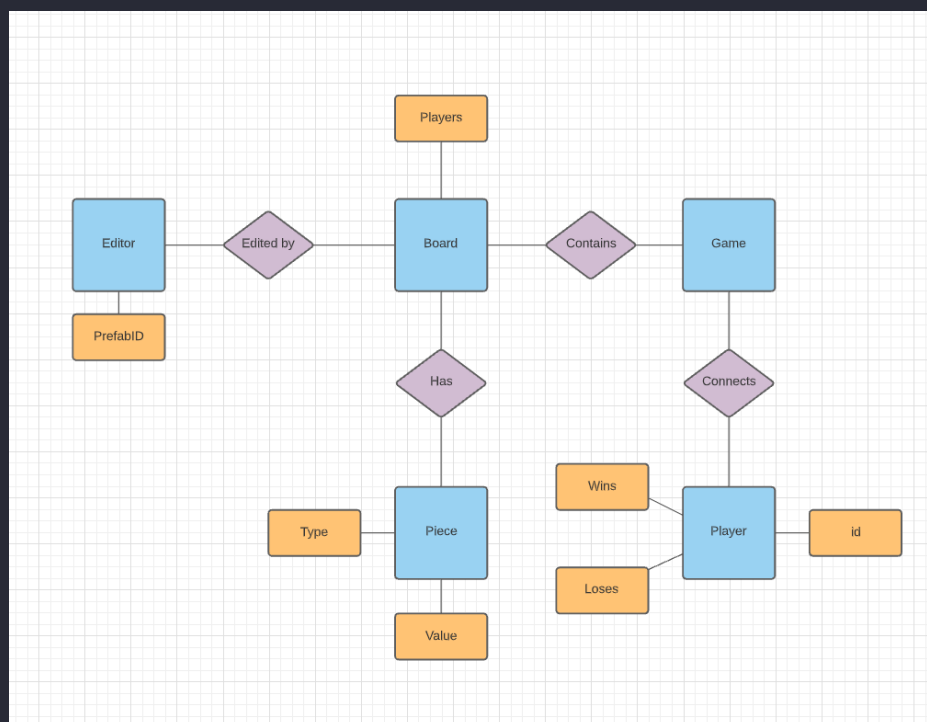 Players
Editor
Edited by
Board
Contains
Game
PrefabID
Has
Connects
Wins
Type
Piece
Player
id
Loses
Value